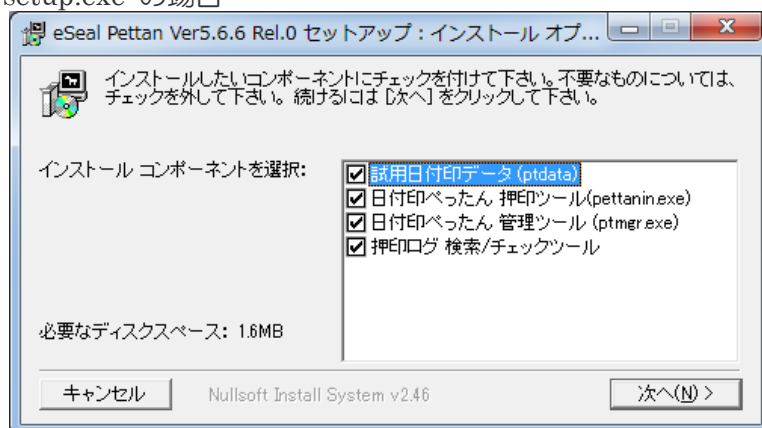 setup.exe の場合
eSeal Pettan Ver5.6.6 Rel.0 セットアップ：インストール オプ...
インストールしたいコンポーネントにチェックを付けて下さい。不要なものについては、
チェックを外して下さい。続けるには [次へ] をクリックして下さい。
インストール コンポーネントを選択:
試用日付印データ (ptdata)
日付印ぺったん 押印ツール(pettanin.exe)
日付印ぺったん 管理ツール (ptmgr.exe)
押印ログ 検索/チェックツール
必要なディスクスペース: 1.6MB
キャンセル
Nullsoft Install System v2.46
次へ(N) >